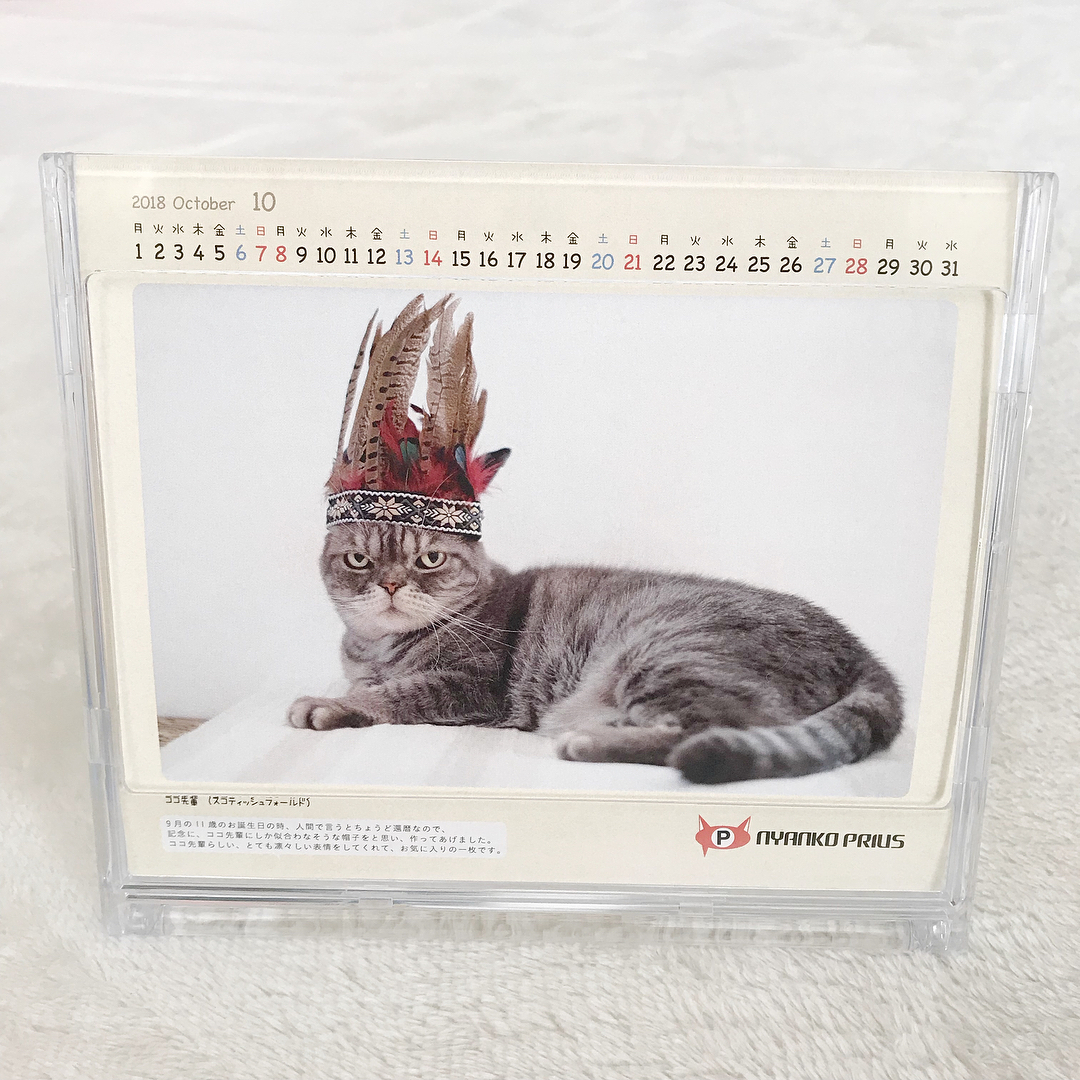 2018 October 10
月 火 水 木 金 土 日 月 火 水 木 金 土 日 月 火 水 木 金 土 日 月 火 水 木 金 土 日 月 火 水
1 2 3 4 5 6 7 8 9 10 11 12 13 14 15 16 17 18 19 20 21 22 23 24 25 26 27 28 29 30 31
ココ先輩 (スコティッシュフォールド)
9月の11歳のお誕生日の時、人間で言うとちょうど還暦なので、
記念に、ココ先輩にしか似合わなそうな帽子をと思い、作ってあげました。
ココ先輩らしい、とても凛々しい表情をしてくれて、お気に入りの一枚です。
P NYANKO PRIUS